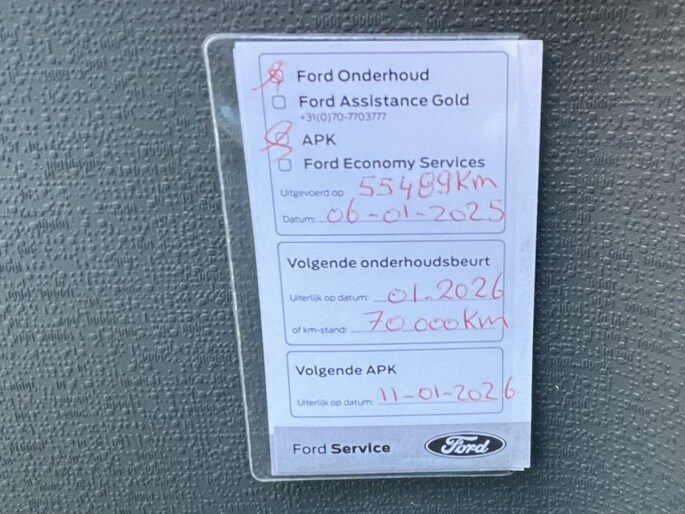 Ford Onderhoud
Ford Assistance Gold
+31(0)70-7703777
APK
Ford Economy Services
Uitgevoerd op 55489Km
Datum: 06-01-2025
Volgende onderhoudsbeurt
Uiterlijk op datum: 01.2026
of km-stand: 70 000Km
Volgende APK
Uiterlijk op datum: 11-01-2026
Ford Service Ford